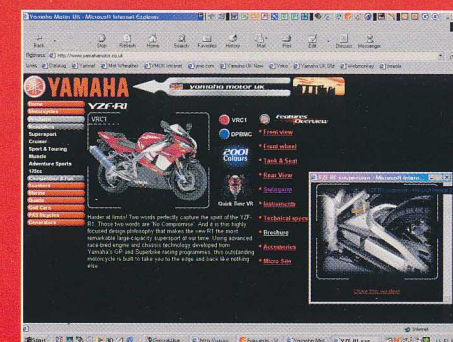 Yamaha Motor UK - Microsoft Internet Explorer
Back
Stop Refresh Home Search Favorites History Mail Print Edit Discuss Messenger
Address http://www.yamaha-motor.co.uk
Links
YAMAHA
yamaha motor uk
Home
Motorcycles
Roadsters
Supersport
Cruiser
Sport & Touring
Muscle
Adventure Sports
125cc
Competition & Fun
Scooters
Marine
Quads
Golf Cars
PAS Bicycles
Generators
YZF-R1
VRC1
VRC1
DPBMC
2001
Colours
Quick Time VR
Features
Overview
* Front view
* Front wheel
* Tank & Seat
* Rear View
* Swingarm
* Instruments
* Technical specs
* Brochure
* Accessories
* Micro Site
Harder at limits! Two words perfectly capture the spirit of the YZF-
R1. Those two words are 'No Compromise'. And it is this highly
focused design philosophy that makes the new R1 the most
remarkable large-capacity supersport of our time. Using advanced
race-bred engine and chassis technology developed from
Yamaha's GP and Superbike racing programmes, this outstanding
motorcycle is built to take you to the edge and back like nothing
else.
YZF R1 suspension - Microsoft Intern...
Close this window
Internet
Start